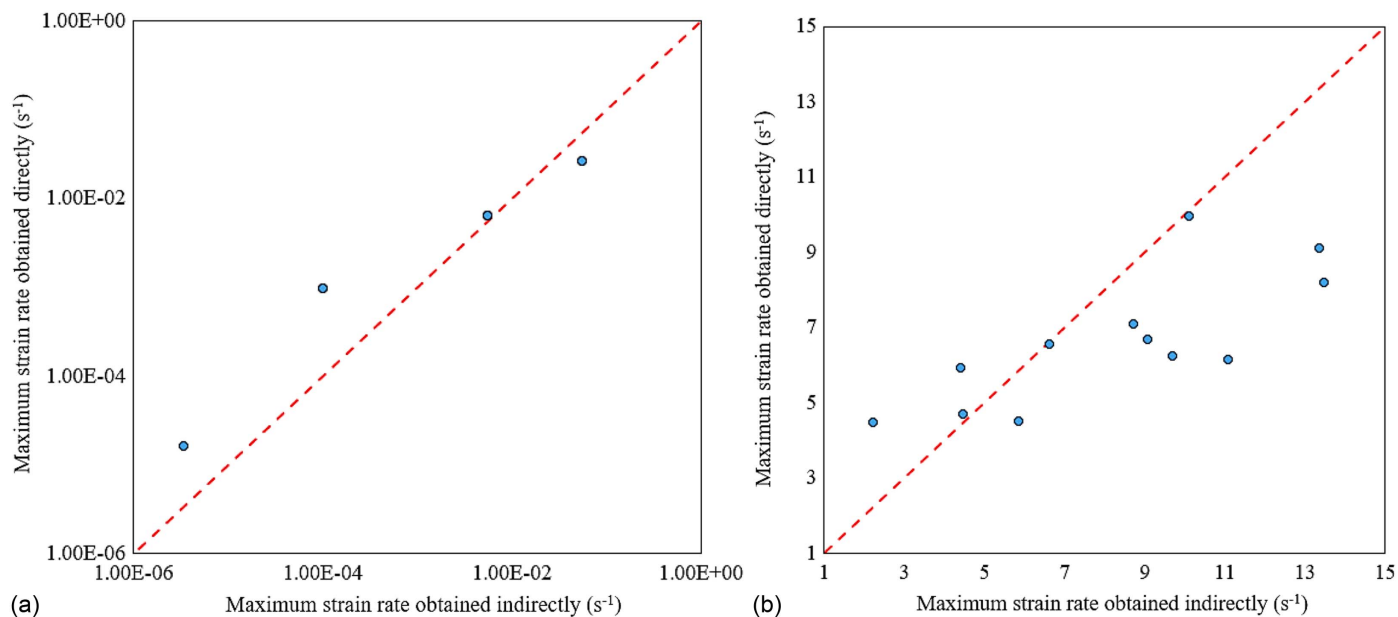 1.00E+00
1.00E-02
1.00E-04
1.00E-06
Maximum strain rate obtained directly (s⁻¹)
1.00E-06 1.00E-04 1.00E-02 1.00E+00
Maximum strain rate obtained indirectly (s⁻¹)
(a)
15
13
11
9
7
5
3
1
Maximum strain rate obtained directly (s⁻¹)
1 3 5 7 9 11 13 15
Maximum strain rate obtained indirectly (s⁻¹)
(b)